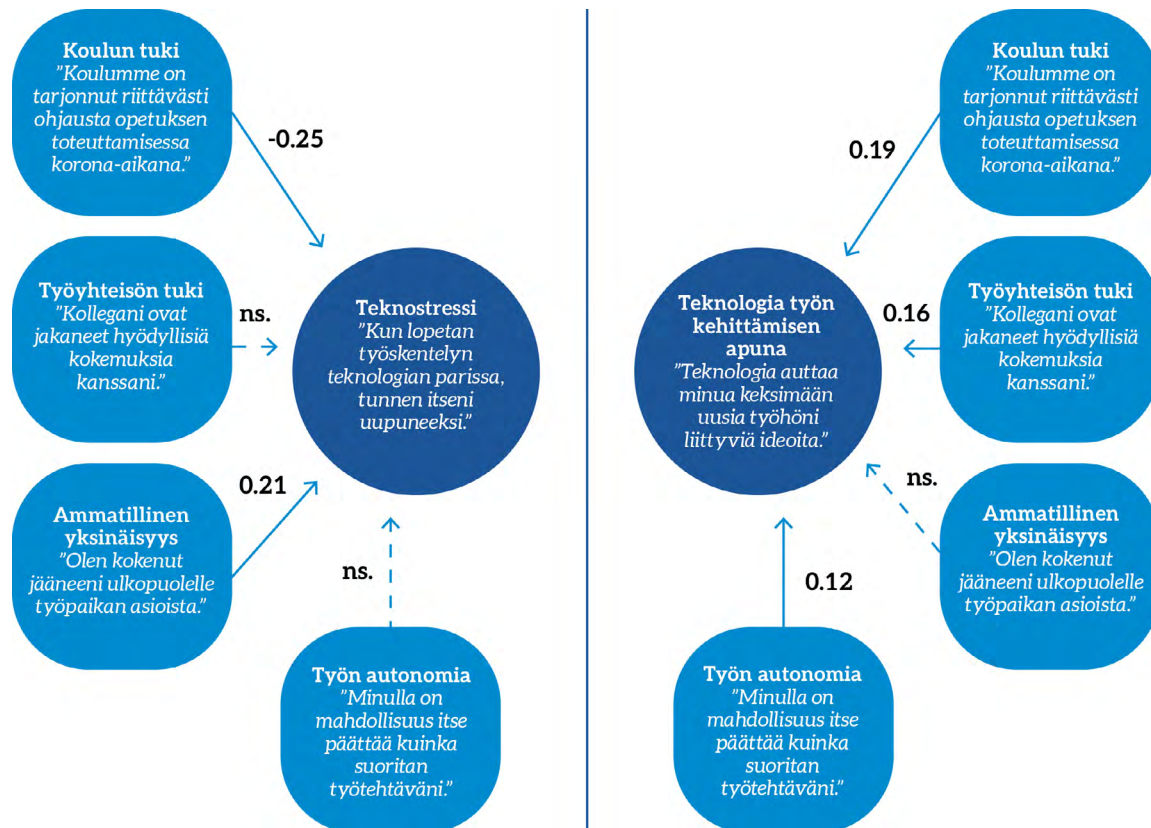 Koulun tuki
”Koulumme on
tarjonnut riittävästi
ohjausta opetuksen
toteuttamisessa
korona-aikana.”
-0.25
Työyhteisön tuki
”Kollegani ovat
jakaneet hyödyllisiä
kokemuksia
kanssani.”
ns.
Teknostressi
”Kun lopetan
työskentelyn
teknologian parissa,
tunnen itseni
uupuneeksi.”
Ammatillinen
yksinäisyys
”Olen kokenut
jääneeni ulkopuolelle
työpaikan asioista.”
0.21
ns.
Työn autonomia
”Minulla on
mahdollisuus itse
päättää kuinka
suoritan
työtehtäväni.”
Koulun tuki
”Koulumme on
tarjonnut riittävästi
ohjausta opetuksen
toteuttamisessa
korona-aikana.”
0.19
Teknologia työn
kehittämisen
apuna
”Teknologia auttaa
minua keksimään
uusia työhöni
liittyviä ideoita.”
0.16
Työyhteisön tuki
”Kollegani ovat
jakaneet hyödyllisiä
kokemuksia
kanssani.”
ns.
Ammatillinen
yksinäisyys
”Olen kokenut
jääneeni ulkopuolelle
työpaikan asioista.”
0.12
Työn autonomia
”Minulla on
mahdollisuus itse
päättää kuinka
suoritan
työtehtäväni.”